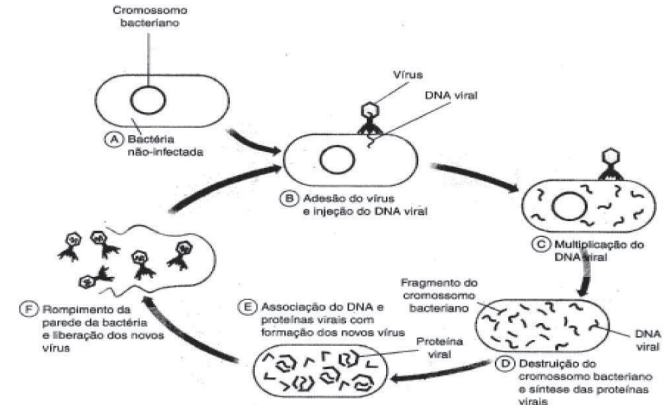 Cromossomo
bacteriano
Vírus
DNA viral
A Bactéria
não-infectada
B Adesão do vírus
e injeção do DNA viral
C Multiplicação do
DNA viral
Fragmento do
cromossomo
bacteriano
DNA
viral
D Destruição do
cromossomo bacteriano
e síntese das proteínas
virais
E Associação do DNA e
proteínas virais com
formação dos novos vírus
Proteína
viral
F Rompimento da
parede da bactéria
e liberação dos novos
vírus